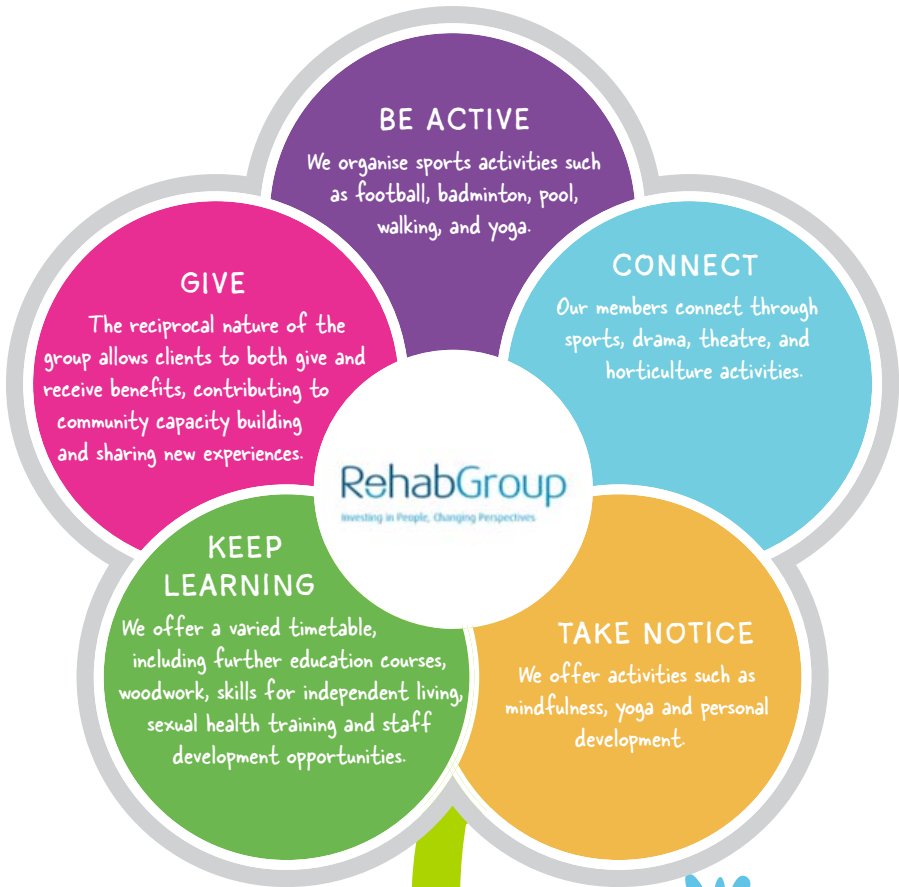 BE ACTIVE
We organise sports activities such
as football, badminton, pool,
walking, and yoga.
CONNECT
Our members connect through
sports, drama, theatre, and
horticulture activities.
GIVE
The reciprocal nature of the
group allows clients to both give and
receive benefits, contributing to
community capacity building
and sharing new experiences.
RehabGroup
Investing in People, Changing Perspectives
KEEP
LEARNING
We offer a varied timetable,
including further education courses,
woodwork, skills for independent living,
sexual health training and staff
development opportunities.
TAKE NOTICE
We offer activities such as
mindfulness, yoga and personal
development.